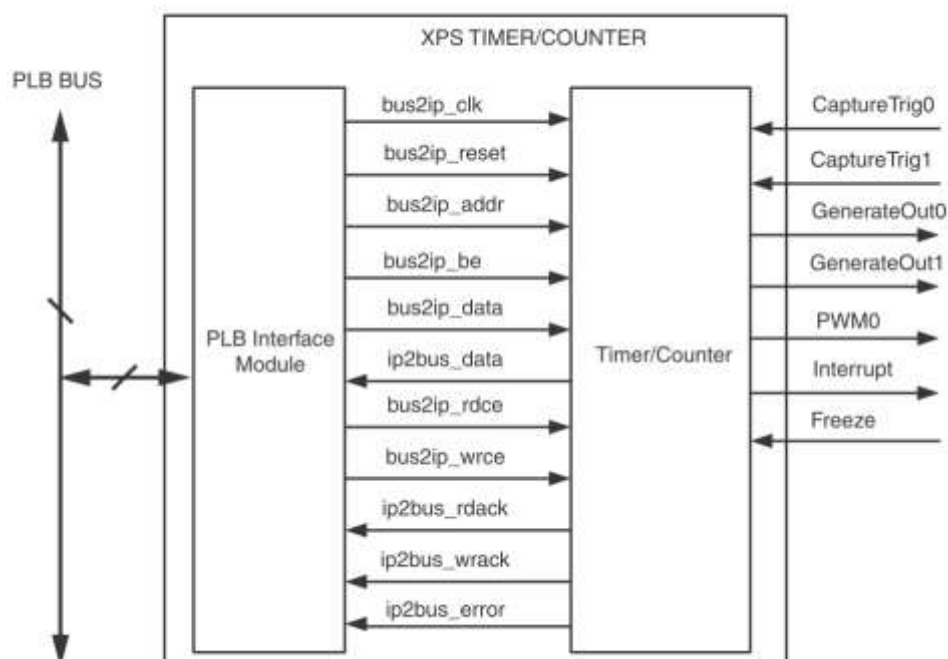 XPS TIMER/COUNTER
PLB BUS
bus2ip_clk
bus2ip_reset
bus2ip_addr
bus2ip_be
bus2ip_data
ip2bus_data
bus2ip_rdce
bus2ip_wrce
ip2bus_rdack
ip2bus_wrack
ip2bus_error
PLB Interface
Module
Timer/Counter
CaptureTrig0
CaptureTrig1
GenerateOut0
GenerateOut1
PWM0
Interrupt
Freeze